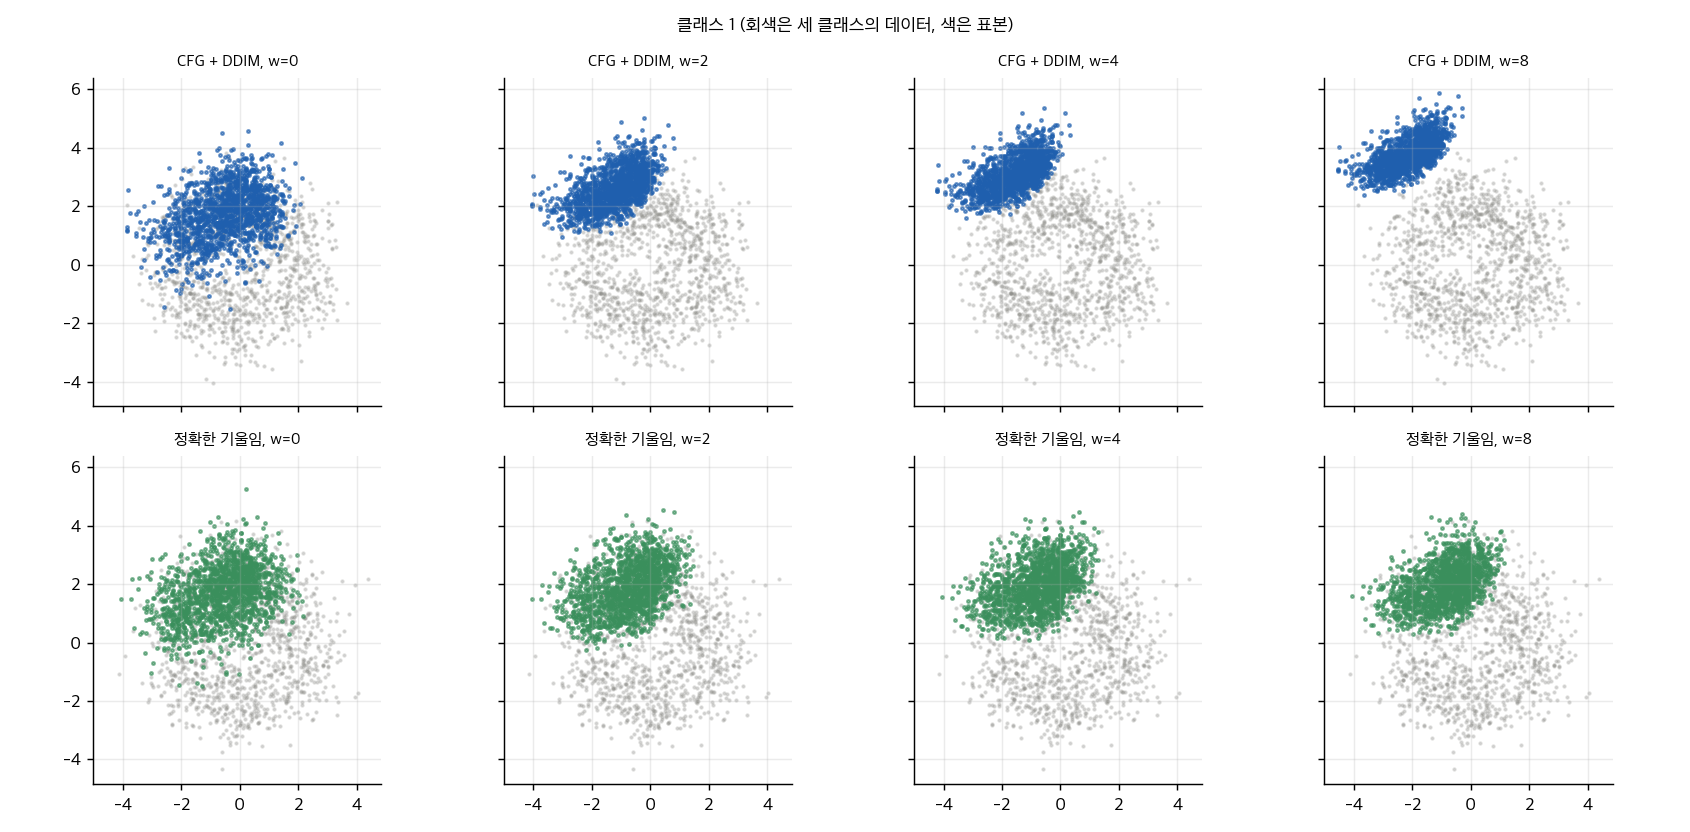 클래스 1 (회색은 세 클래스의 데이터, 색은 표본)
CFG + DDIM, w=0
CFG + DDIM, w=2
CFG + DDIM, w=4
CFG + DDIM, w=8
6
4
2
0
-2
-4
정확한 기울임, w=0
정확한 기울임, w=2
정확한 기울임, w=4
정확한 기울임, w=8
6
4
2
0
-2
-4
-4 -2 0 2 4
-4 -2 0 2 4
-4 -2 0 2 4
-4 -2 0 2 4